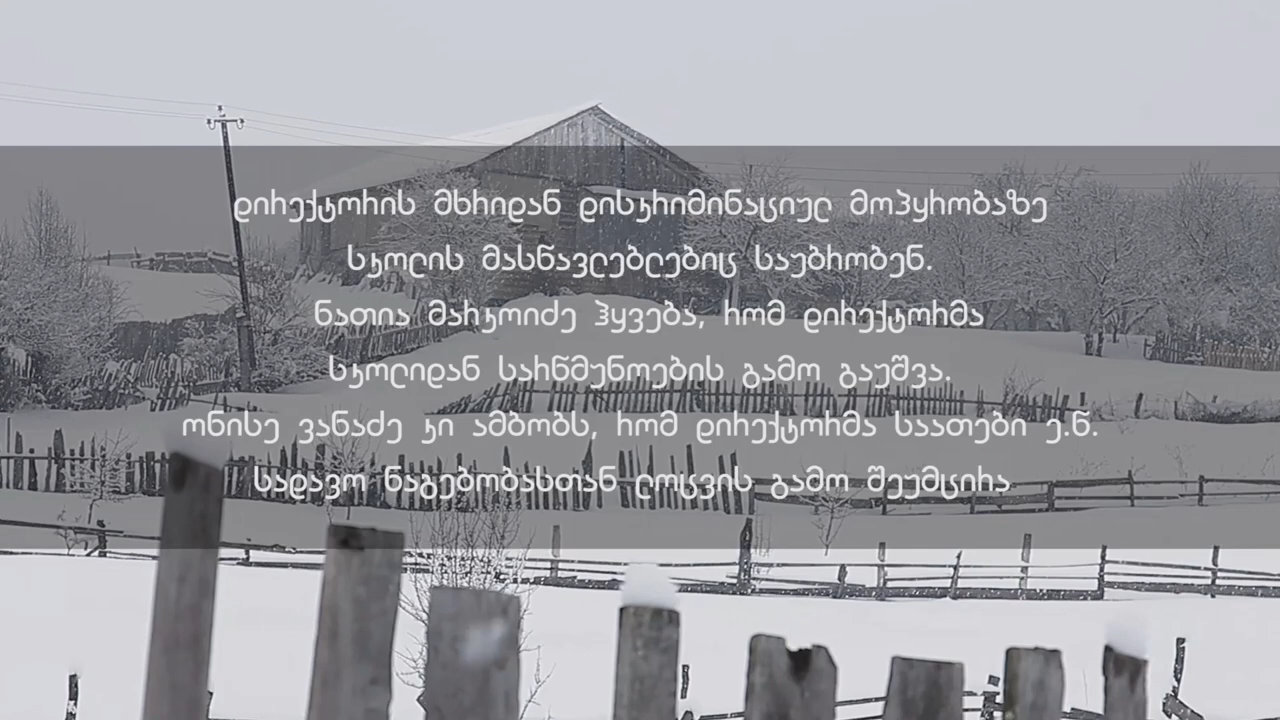 დირექტორის მხრიდან დისკრიმინაციულ მოპყრობაზე
სკოლის მასწავლებლებიც საუბრობენ.
ნათია მარკოიძე ჰყვება, რომ დირექტორმა
სკოლიდან სარწმუნოების გამო გაუშვა.
ონისე ვანაძე კი ამბობს, რომ დირექტორმა საათები ე.წ.
სადავო ნაგებობასთან ლოცვის გამო შეუმცირა